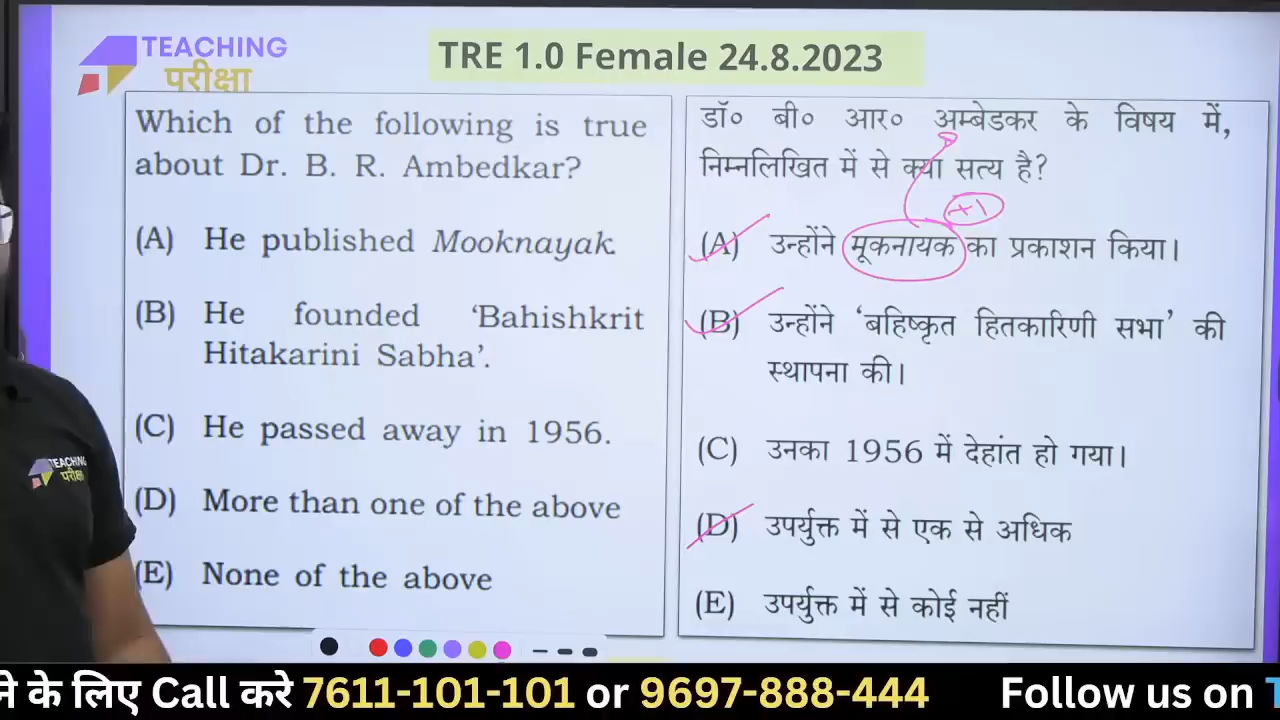 TEACHING
परीक्षा
TRE 1.0 Female 24.8.2023
Which of the following is true
about Dr. B. R. Ambedkar?
(A) He published Mooknayak.
(B) He founded 'Bahishkrit
Hitakarini Sabha'.
(C) He passed away in 1956.
(D) More than one of the above
(E) None of the above
डॉ० बी० आर० अम्बेडकर के विषय में,
निम्नलिखित में से क्या सत्य है?
+1
(A) उन्होंने मूकनायक का प्रकाशन किया।
(B) उन्होंने 'बहिष्कृत हितकारिणी सभा' की
स्थापना की।
(C) उनका 1956 में देहांत हो गया।
(D) उपर्युक्त में से एक से अधिक
(E) उपर्युक्त में से कोई नहीं
TEACHING
परीक्षा
के लिए Call करे 7611-101-101 or 9697-888-444 Follow us on